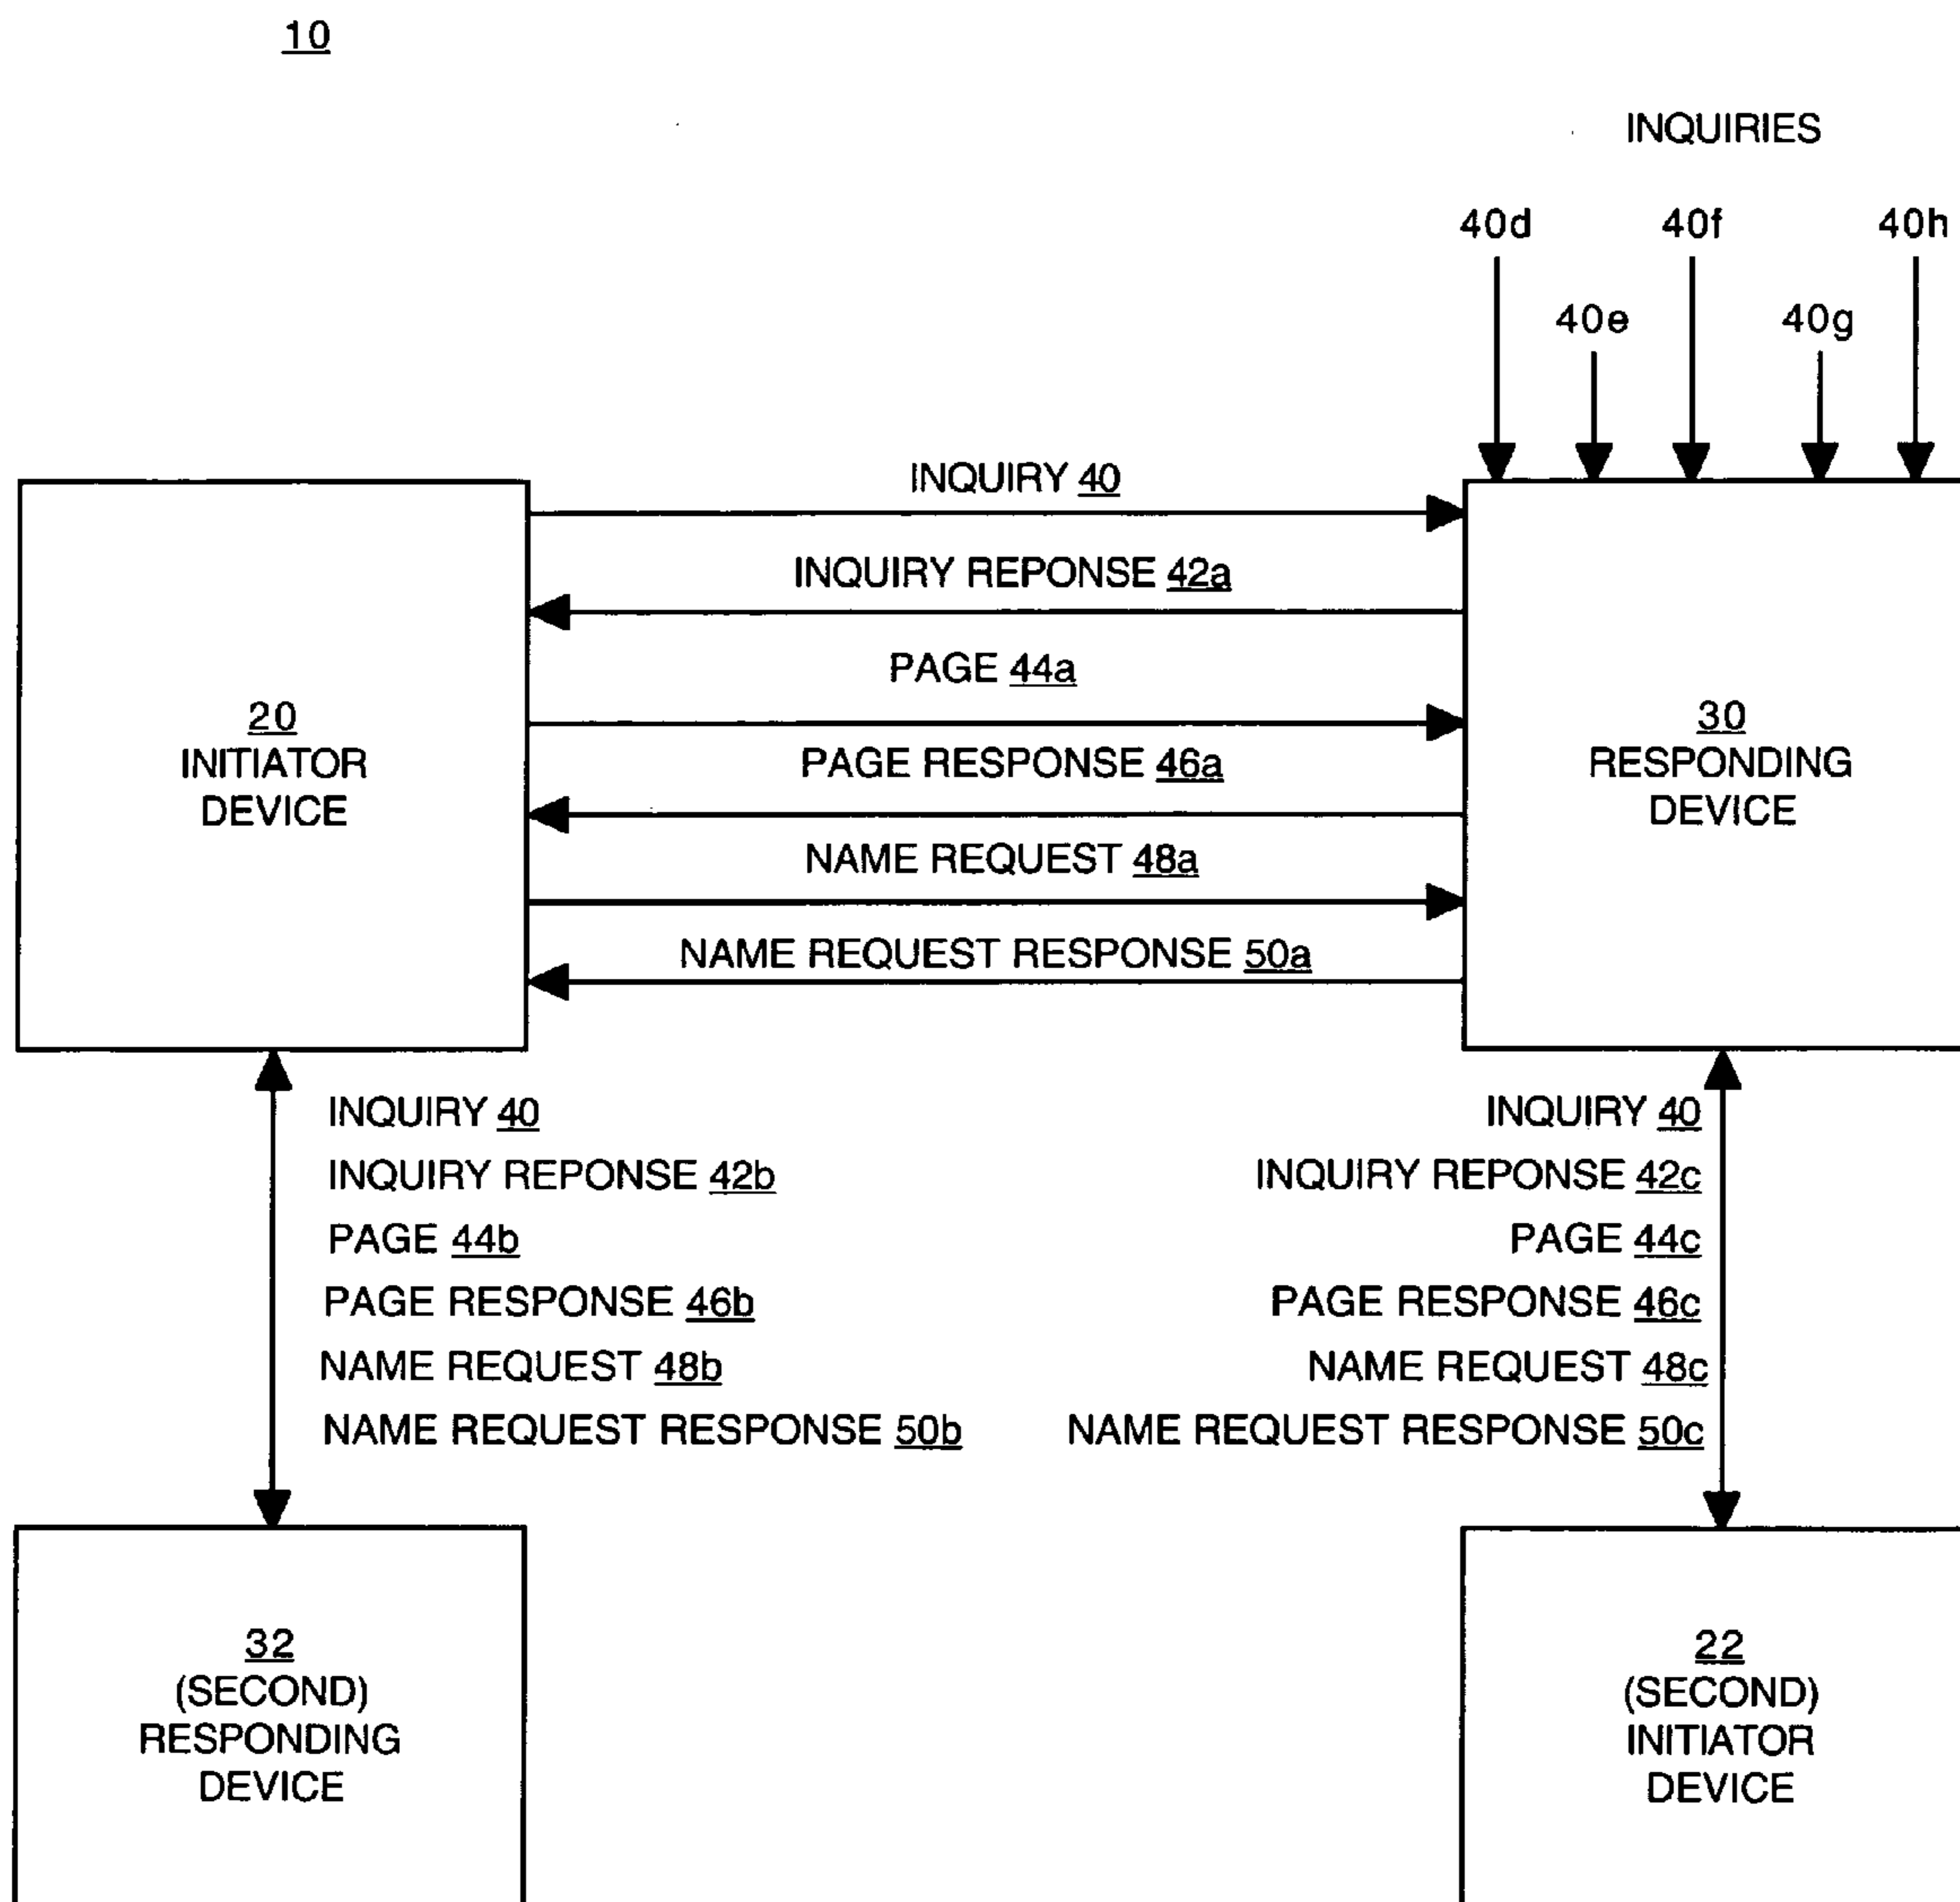 10
INQUIRIES
40d 40f 40h
40e 40g
INQUIRY 40
INQUIRY REPONSE 42a
PAGE 44a
20
INITIATOR
DEVICE
PAGE RESPONSE 46a
30
RESPONDING
DEVICE
NAME REQUEST 48a
NAME REQUEST RESPONSE 50a
INQUIRY 40
INQUIRY REPONSE 42b
PAGE 44b
PAGE RESPONSE 46b
NAME REQUEST 48b
NAME REQUEST RESPONSE 50b
INQUIRY 40
INQUIRY REPONSE 42c
PAGE 44c
PAGE RESPONSE 46c
NAME REQUEST 48c
NAME REQUEST RESPONSE 50c
32
(SECOND)
RESPONDING
DEVICE
22
(SECOND)
INITIATOR
DEVICE